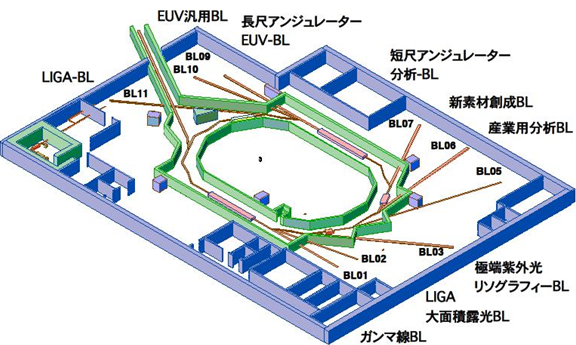 EUV汎用BL
長尺アンジュレーター
EUV-BL
短尺アンジュレーター
分析-BL
LIGA-BL
BL09
BL10
BL11
新素材創成BL
BL07
産業用分析BL
BL06
BL05
BL03
BL02
BL01
極端紫外光
リソグラフィーBL
LIGA
大面積露光BL
ガンマ線BL